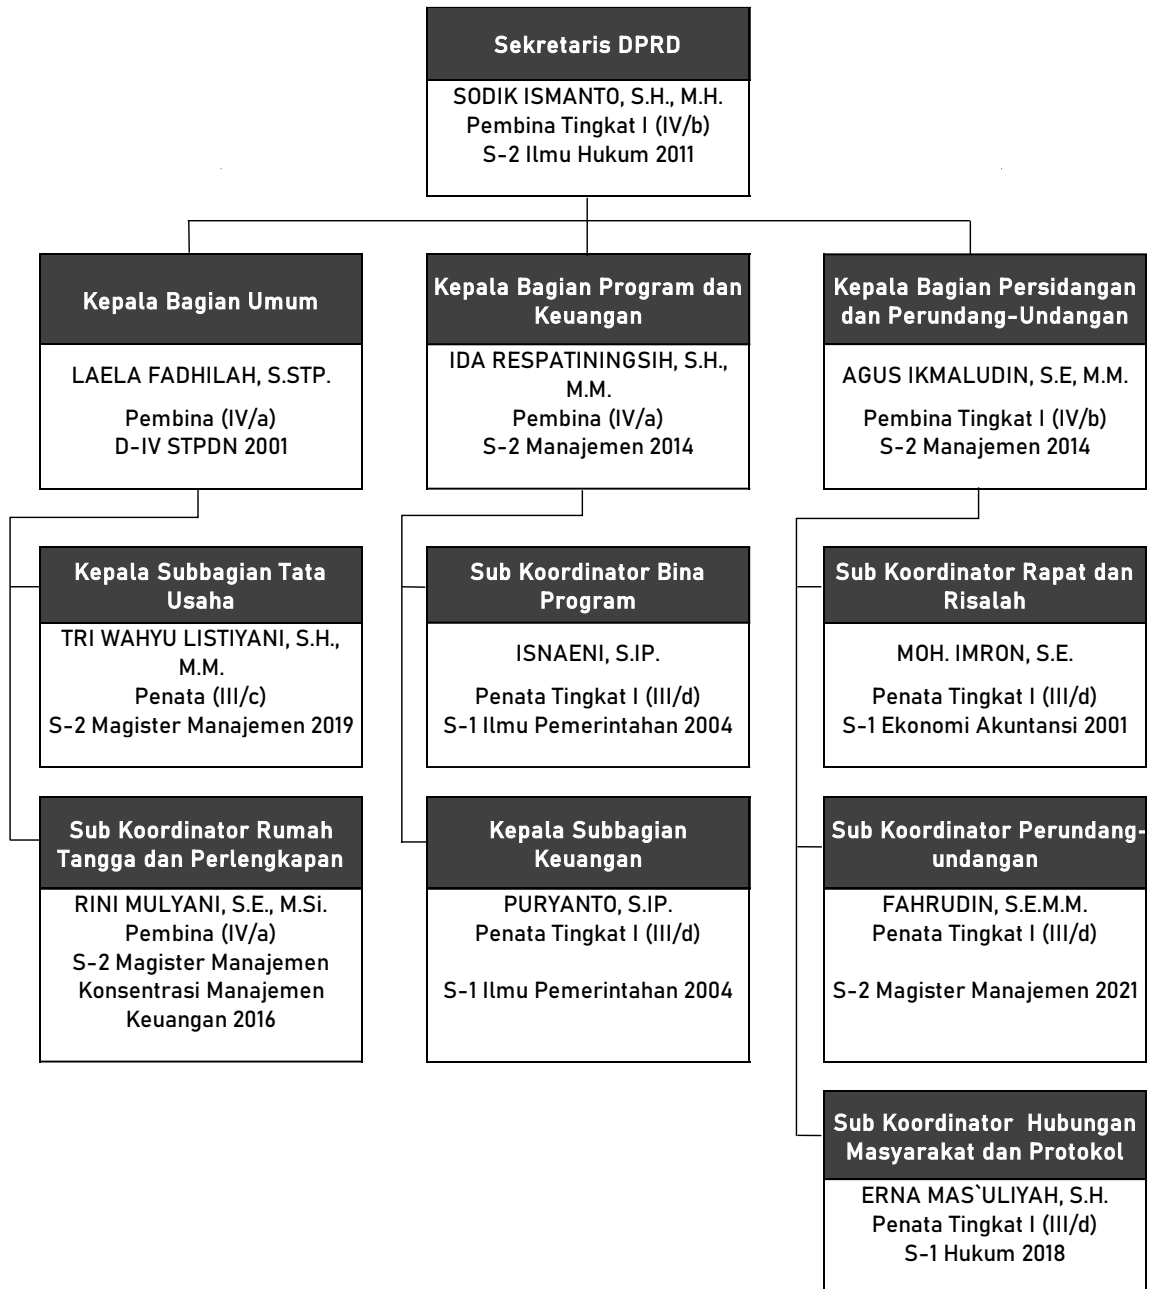 Sekretaris DPRD
SODIK ISMANTO, S.H., M.H.
Pembina Tingkat I (IV/b)
S-2 Ilmu Hukum 2011
Kepala Bagian Umum
LAELA FADHILAH, S.STP.
Pembina (IV/a)
D-IV STPDN 2001
Kepala Bagian Program dan
Keuangan
IDA RESPATININGSIH, S.H.,
M.M.
Pembina (IV/a)
S-2 Manajemen 2014
Kepala Bagian Persidangan
dan Perundang-Undangan
AGUS IKMALUDIN, S.E, M.M.
Pembina Tingkat I (IV/b)
S-2 Manajemen 2014
Kepala Subbagian Tata
Usaha
TRI WAHYU LISTIYANI, S.H.,
M.M.
Penata (III/c)
S-2 Magister Manajemen 2019
Sub Koordinator Bina
Program
ISNAENI, S.IP.
Penata Tingkat I (III/d)
S-1 Ilmu Pemerintahan 2004
Sub Koordinator Rapat dan
Risalah
MOH. IMRON, S.E.
Penata Tingkat I (III/d)
S-1 Ekonomi Akuntansi 2001
Sub Koordinator Rumah
Tangga dan Perlengkapan
RINI MULYANI, S.E., M.Si.
Pembina (IV/a)
S-2 Magister Manajemen
Konsentrasi Manajemen
Keuangan 2016
Kepala Subbagian
Keuangan
PURYANTO, S.IP.
Penata Tingkat I (III/d)
S-1 Ilmu Pemerintahan 2004
Sub Koordinator Perundang-
undangan
FAHRUDIN, S.E.M.M.
Penata Tingkat I (III/d)
S-2 Magister Manajemen 2021
Sub Koordinator  Hubungan
Masyarakat dan Protokol
ERNA MAS`ULIYAH, S.H.
Penata Tingkat I (III/d)
S-1 Hukum 2018